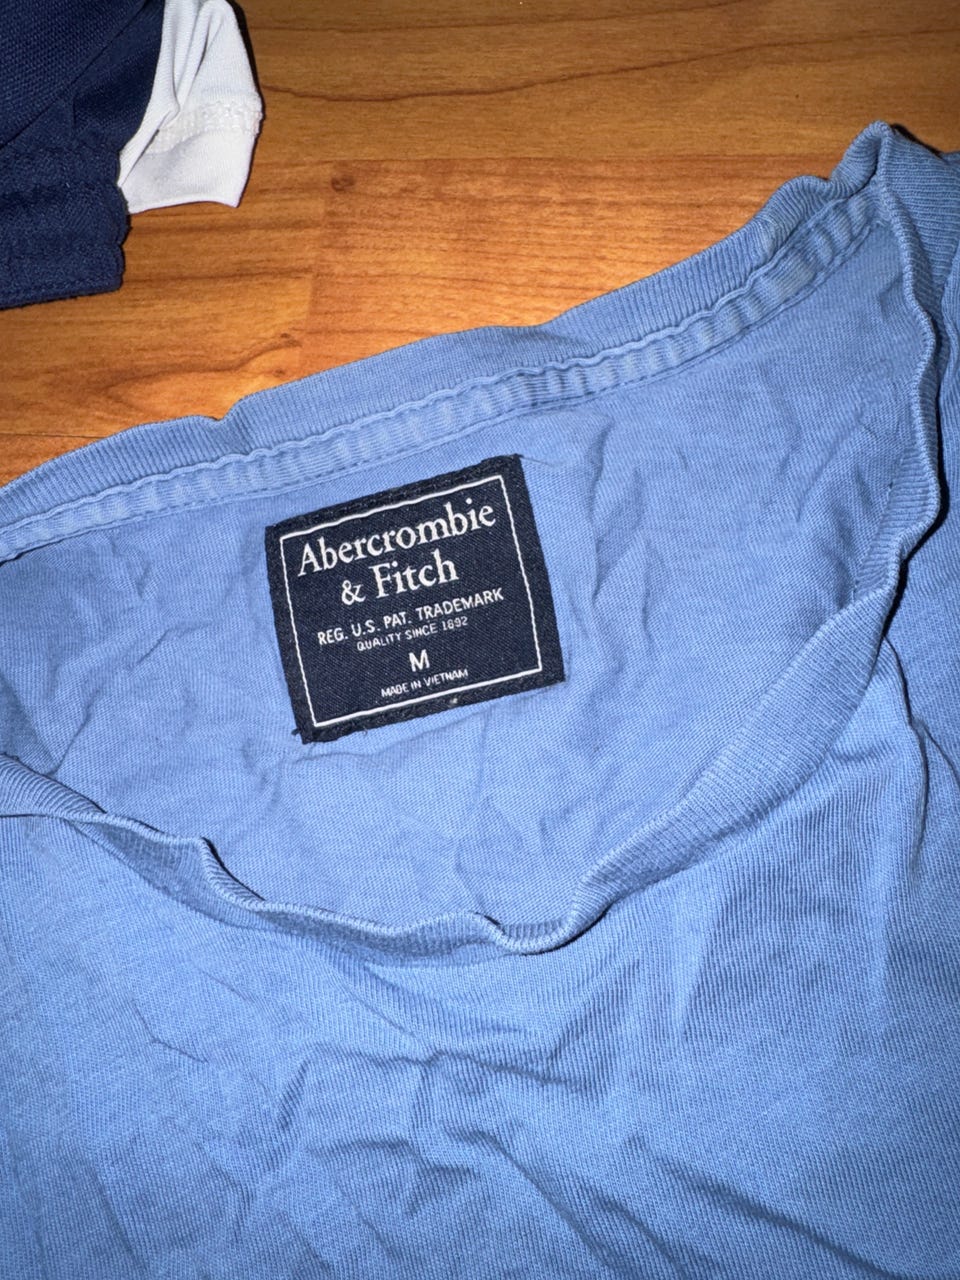 Abercrombie
& Fitch
REG. U.S. PAT. TRADEMARK
QUALITY SINCE 1892
M
MADE IN VIETNAM